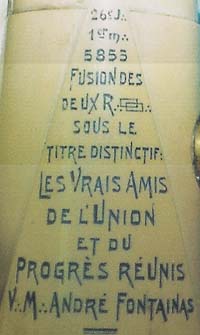 26e J∴
1er m∴
5855
FUSION DES
DEUX R∴ ∴
SOUS LE
TITRE DISTINCTIF:
LES VRAIS AMIS
DE L'UNION
ET DU
PROGRÈS RÉUNIS
V∴M∴ ANDRÉ FONTAINAS